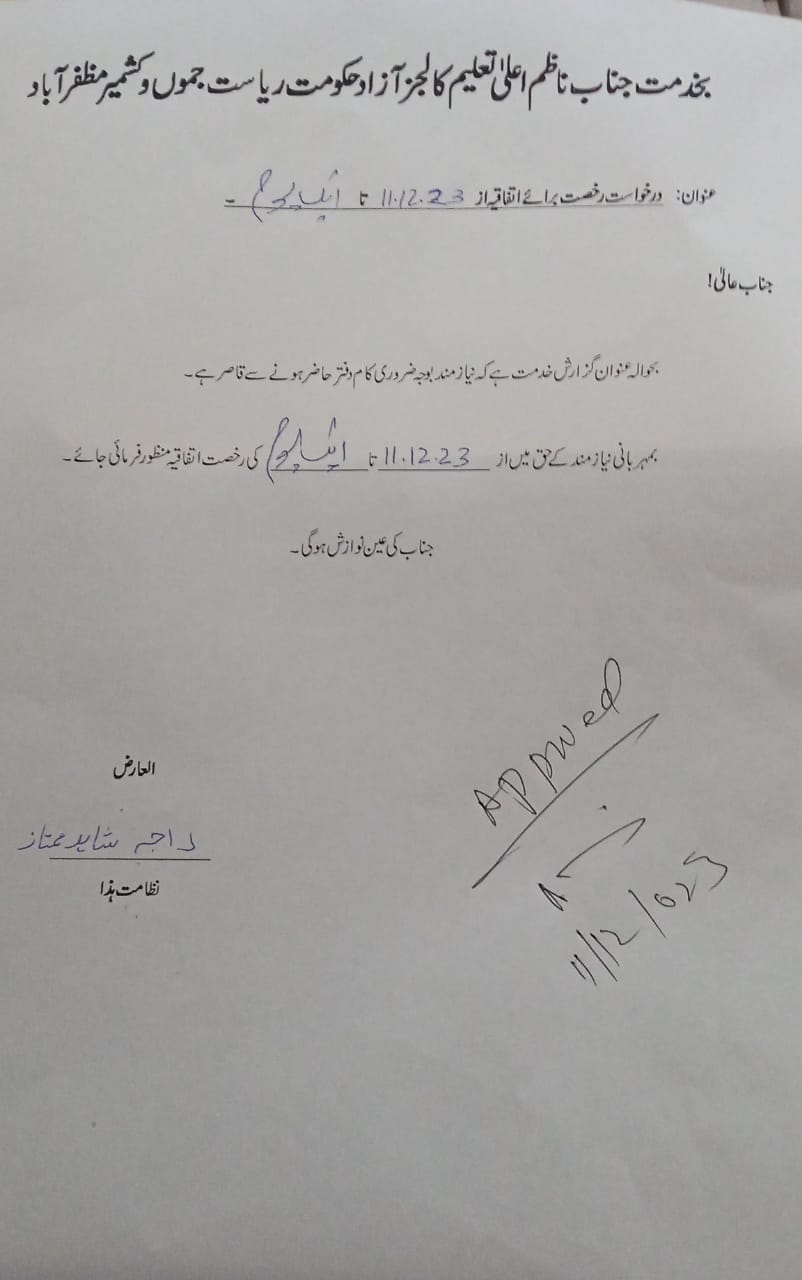 بخدمت جناب ناظم اعلیٰ تعلیم کالجز آزاد حکومت ریاست جموں و کشمیر مظفر آباد
عنوان: درخواست رخصت برائے اتفاقیہ از 11.12.23 تا ایک یوم ۔
جناب عالیٰ!
بحوالہ عنوان گزارش خدمت ہے کہ نیاز مند بوجہ ضروری کام دفتر حاضر ہونے سے قاصر ہے۔
بمہربانی نیاز مند کے حق میں از 11.12.23 تا ایک یوم کی رخصت اتفاقیہ منظور فرمائی جائے۔
جناب کی عین نوازش ہوگی۔
Approved
11/12/023
العارض
راجہ شاہد ممتاز
نظامت ہذا